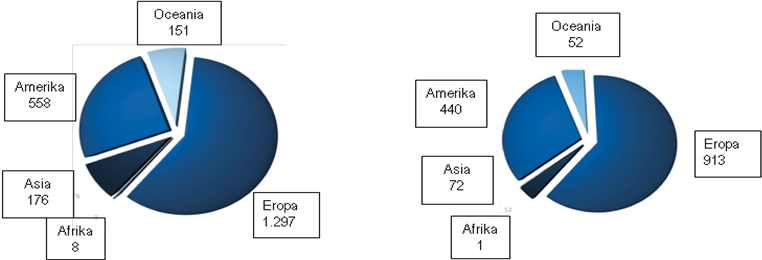 Oceania
151
Amerika
558
Asia
176
Afrika
8
Eropa
1.297
Oceania
52
Amerika
440
Asia
72
Afrika
1
Eropa
913
52